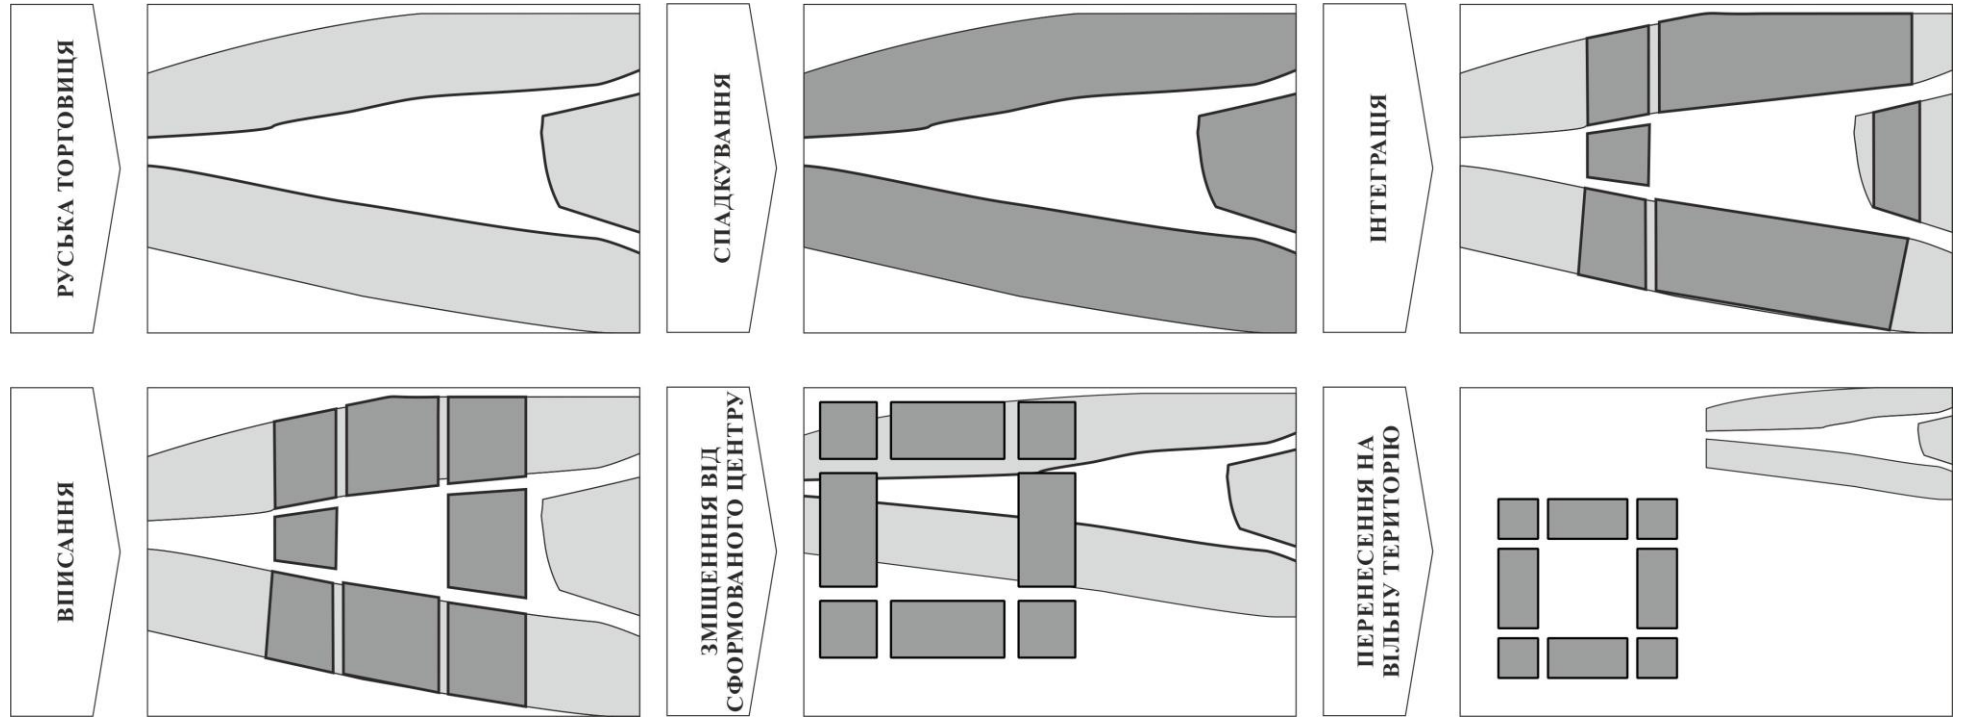 РУСЬКА ТОРГОВИЦЯ
СПАДКУВАННЯ
ІНТЕГРАЦІЯ
ВПИСАННЯ
ЗМІЩЕННЯ ВІД
СФОРМОВАНОГО ЦЕНТРУ
ПЕРЕНЕСЕННЯ НА
ВІЛЬНУ ТЕРИТОРІЮ